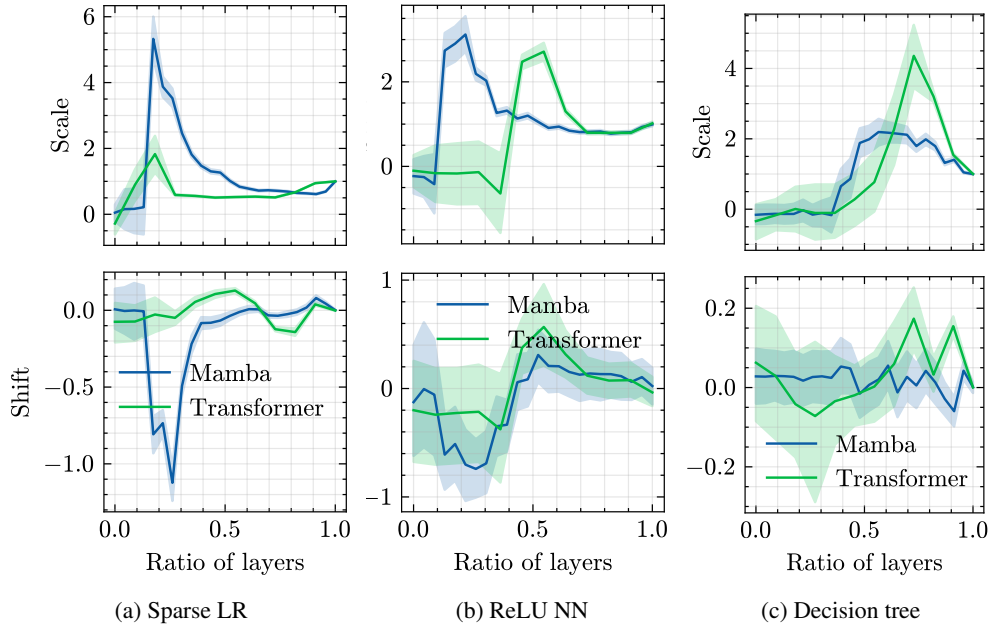 6
4
2
0
Scale
2
0
4
2
0
Scale
0.0
−0.5
−1.0
Shift
Mamba
Transformer
0.0 0.5 1.0
Ratio of layers
1
0
−1
Mamba
Transformer
0.0 0.5 1.0
Ratio of layers
0.2
0.0
−0.2
Mamba
Transformer
0.0 0.5 1.0
Ratio of layers
(a) Sparse LR
(b) ReLU NN
(c) Decision tree